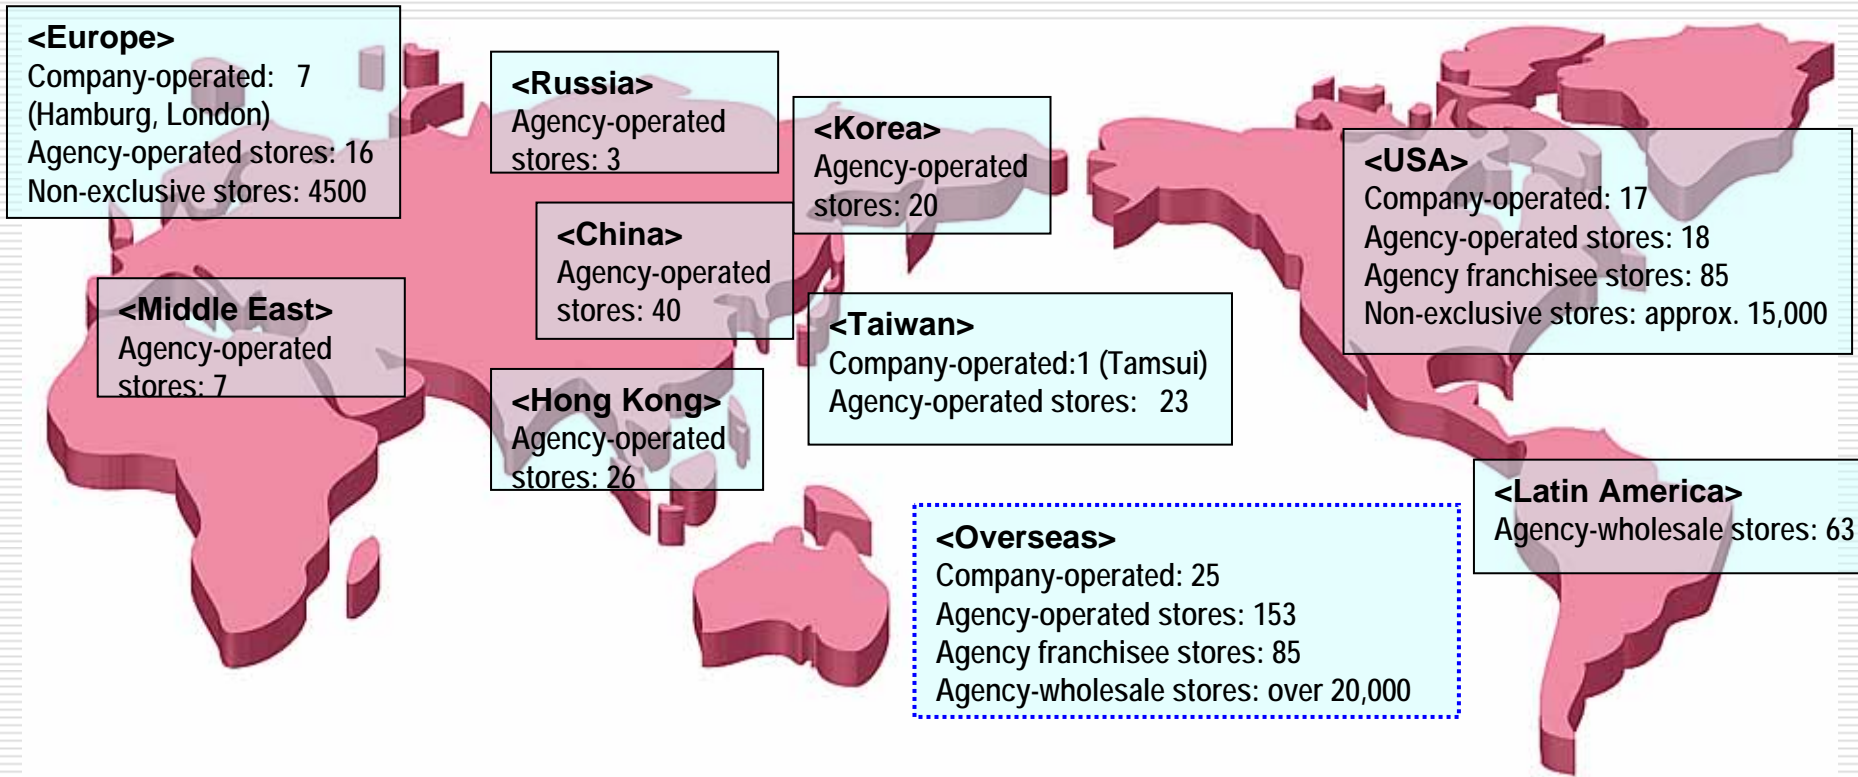 <Europe>
Company-operated: 7
(Hamburg, London)
Agency-operated stores: 16
Non-exclusive stores: 4500
<Russia>
Agency-operated
stores: 3
<Korea>
Agency-operated
stores: 20
<USA>
Company-operated: 17
Agency-operated stores: 18
Agency franchisee stores: 85
Non-exclusive stores: approx. 15,000
<China>
Agency-operated
stores: 40
<Middle East>
Agency-operated
stores: 7
<Taiwan>
Company-operated:1 (Tamsui)
Agency-operated stores: 23
<Hong Kong>
Agency-operated
stores: 26
<Latin America>
Agency-wholesale stores: 63
<Overseas>
Company-operated: 25
Agency-operated stores: 153
Agency franchisee stores: 85
Agency-wholesale stores: over 20,000